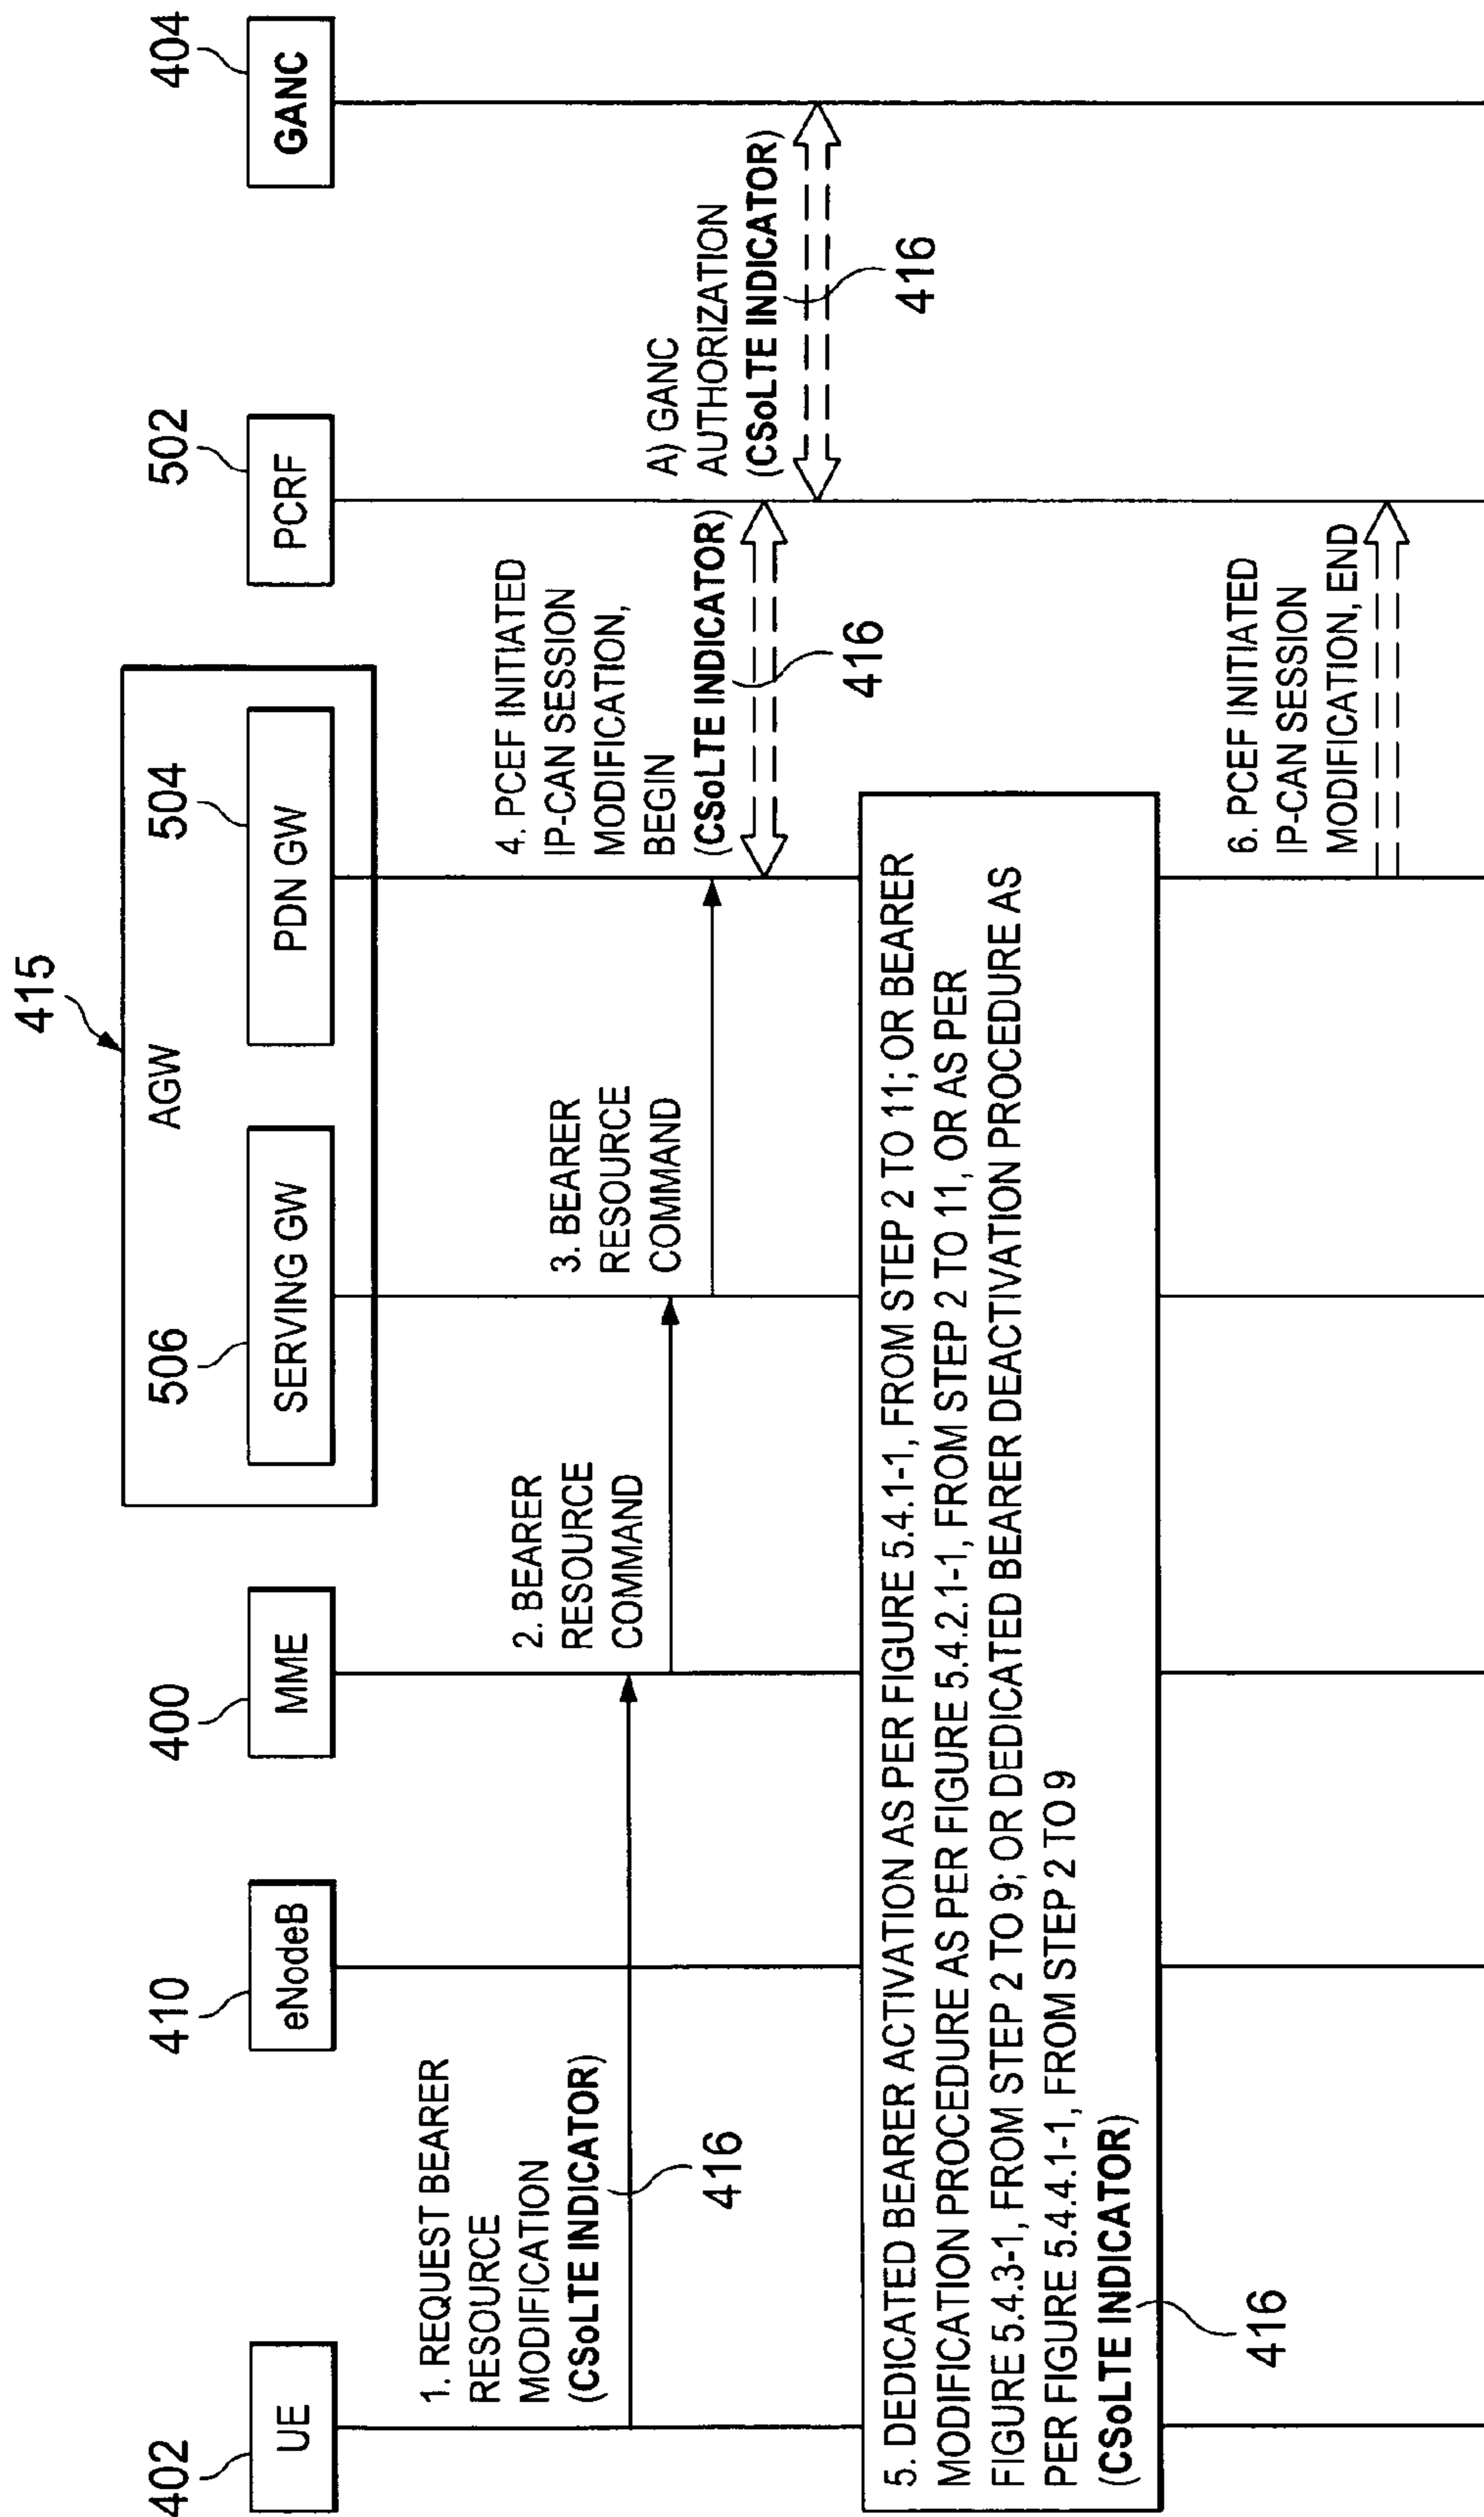 415
402
410
400
506
AGW
504
502
404
UE
eNodeB
MME
SERVING GW
PDN GW
PCRF
GANC
1. REQUEST BEARER
RESOURCE
MODIFICATION
(CSoLTE INDICATOR)
416
2. BEARER
RESOURCE
COMMAND
3. BEARER
RESOURCE
COMMAND
4. PCEF INITIATED
IP-CAN SESSION
MODIFICATION,
BEGIN
(CSoLTE INDICATOR)
416
A) GANC
AUTHORIZATION
(CSoLTE INDICATOR)
416
5. DEDICATED BEARER ACTIVATION AS PER FIGURE 5.4.1-1, FROM STEP 2 TO 11; OR BEARER
MODIFICATION PROCEDURE AS PER FIGURE 5.4.2.1-1, FROM STEP 2 TO 11, OR AS PER
FIGURE 5.4.3-1, FROM STEP 2 TO 9; OR DEDICATED BEARER DEACTIVATION PROCEDURE AS
PER FIGURE 5.4.4.1-1, FROM STEP 2 TO 9
(CSoLTE INDICATOR)
416
6. PCEF INITIATED
IP-CAN SESSION
MODIFICATION, END